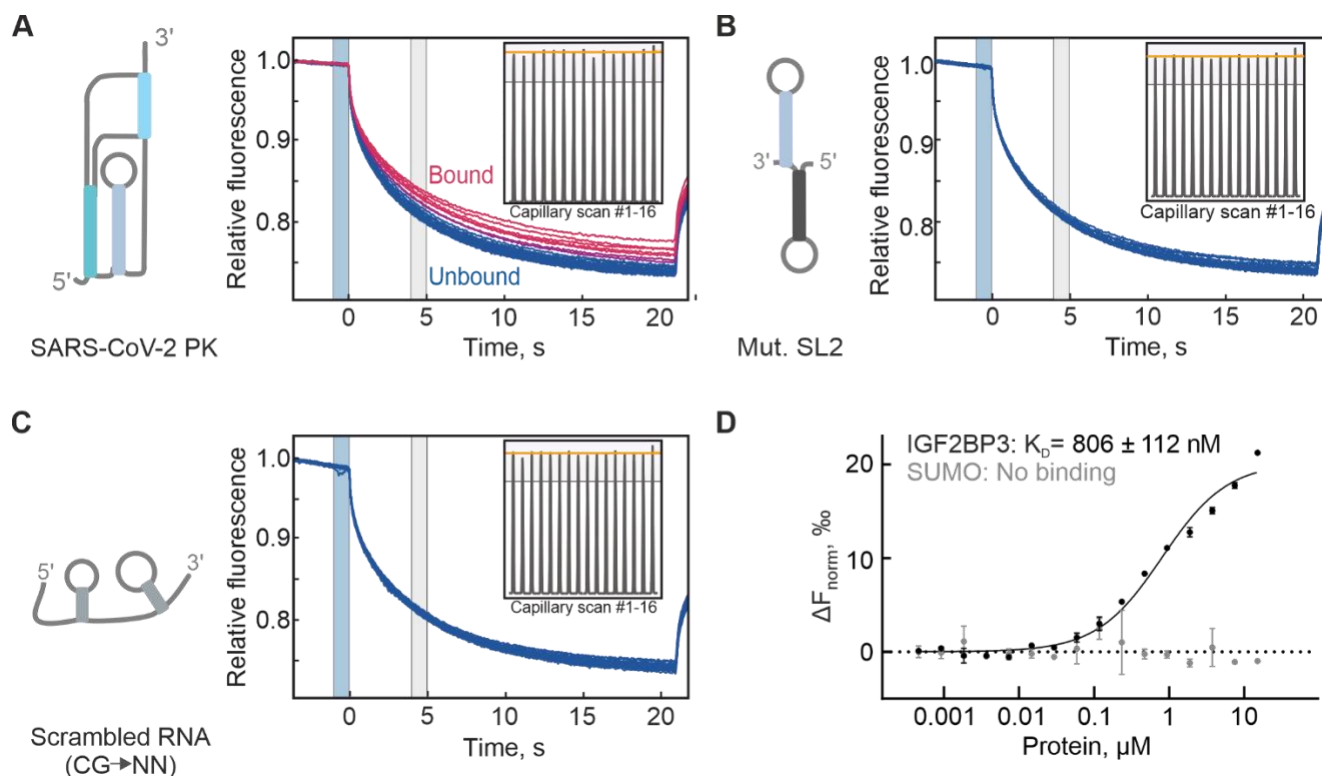 A
3'
5'
SARS-CoV-2 PK
Relative fluorescence
1.0
0.9
0.8
Bound
Unbound
Capillary scan #1-16
0
5
10
15
20
Time, s
B
3'
5'
Mut. SL2
Relative fluorescence
1.0
0.9
0.8
Capillary scan #1-16
0
5
10
15
20
Time, s
C
5'
3'
Scrambled RNA
(CG→NN)
Relative fluorescence
1.0
0.9
0.8
Capillary scan #1-16
0
5
10
15
20
Time, s
D
IGF2BP3: K_D= 806 ± 112 nM
SUMO: No binding
ΔF_norm, ‰
20
10
0
0.001
0.01
0.1
1
10
Protein, µM